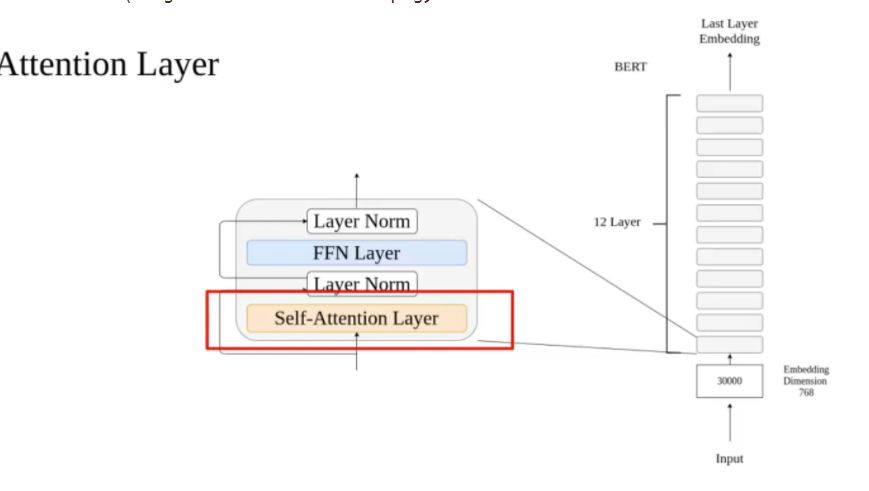 Attention Layer
Last Layer
Embedding
BERT
12 Layer
Layer Norm
FFN Layer
Layer Norm
Self-Attention Layer
30000
Embedding
Dimension
768
Input